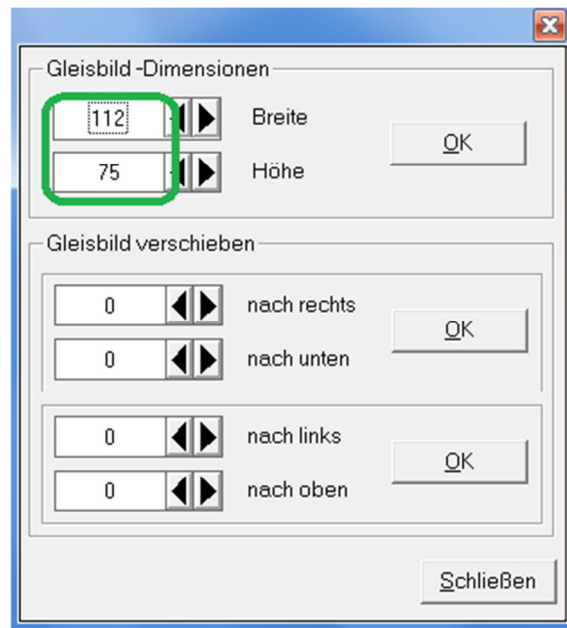 Gleisbild -Dimensionen
112 Breite
OK
75 Höhe
Gleisbild verschieben
0 nach rechts
OK
0 nach unten
0 nach links
OK
0 nach oben
Schließen